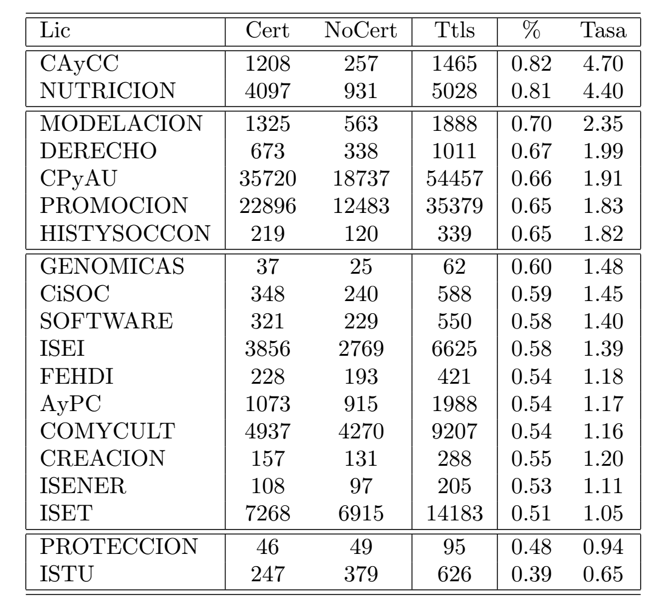 Lic Cert NoCert Ttls % Tasa
CAyCC 1208 257 1465 0.82 4.70
NUTRICION 4097 931 5028 0.81 4.40
MODELACION 1325 563 1888 0.70 2.35
DERECHO 673 338 1011 0.67 1.99
CPyAU 35720 18737 54457 0.66 1.91
PROMOCION 22896 12483 35379 0.65 1.83
HISTYSOCCON 219 120 339 0.65 1.82
GENOMICAS 37 25 62 0.60 1.48
CiSOC 348 240 588 0.59 1.45
SOFTWARE 321 229 550 0.58 1.40
ISEI 3856 2769 6625 0.58 1.39
FEHDI 228 193 421 0.54 1.18
AyPC 1073 915 1988 0.54 1.17
COMYCULT 4937 4270 9207 0.54 1.16
CREACION 157 131 288 0.55 1.20
ISENER 108 97 205 0.53 1.11
ISET 7268 6915 14183 0.51 1.05
PROTECCION 46 49 95 0.48 0.94
ISTU 247 379 626 0.39 0.65